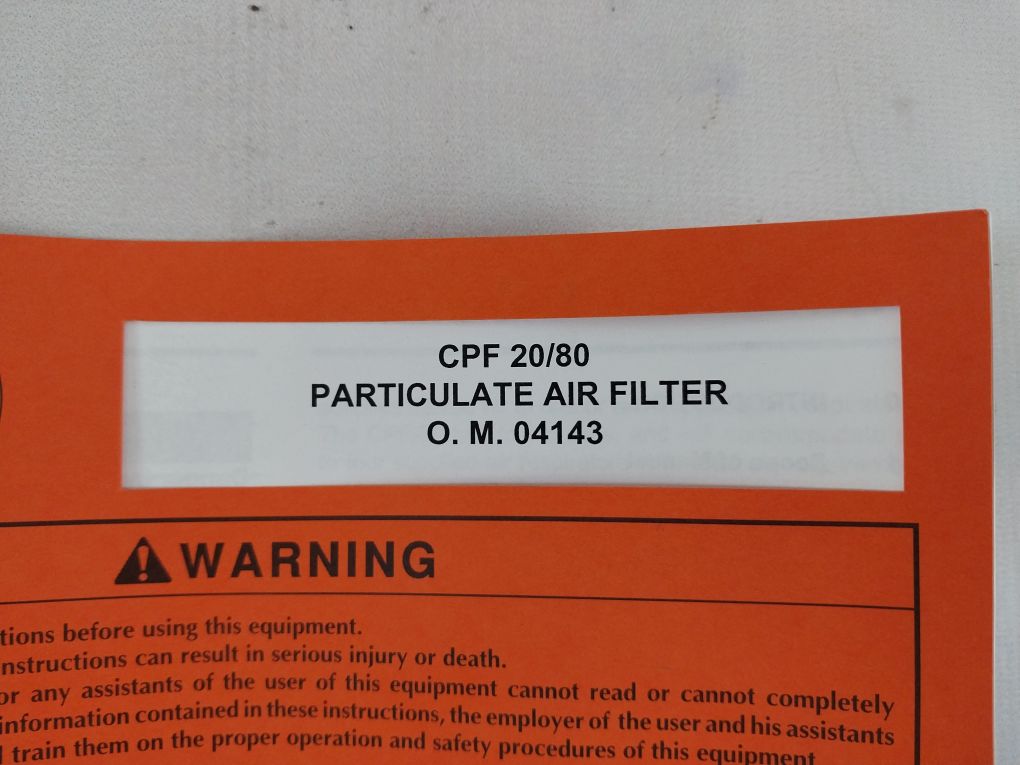 CPF 20/80
PARTICULATE AIR FILTER
O. M. 04143
WARNING
tions before using this equipment.
nstructions can result in serious injury or death.
or any assistants of the user of this equipment cannot read or cannot completely
information contained in these instructions, the employer of the user and his assistants
train them on the proper operation and safety procedures of this equipment